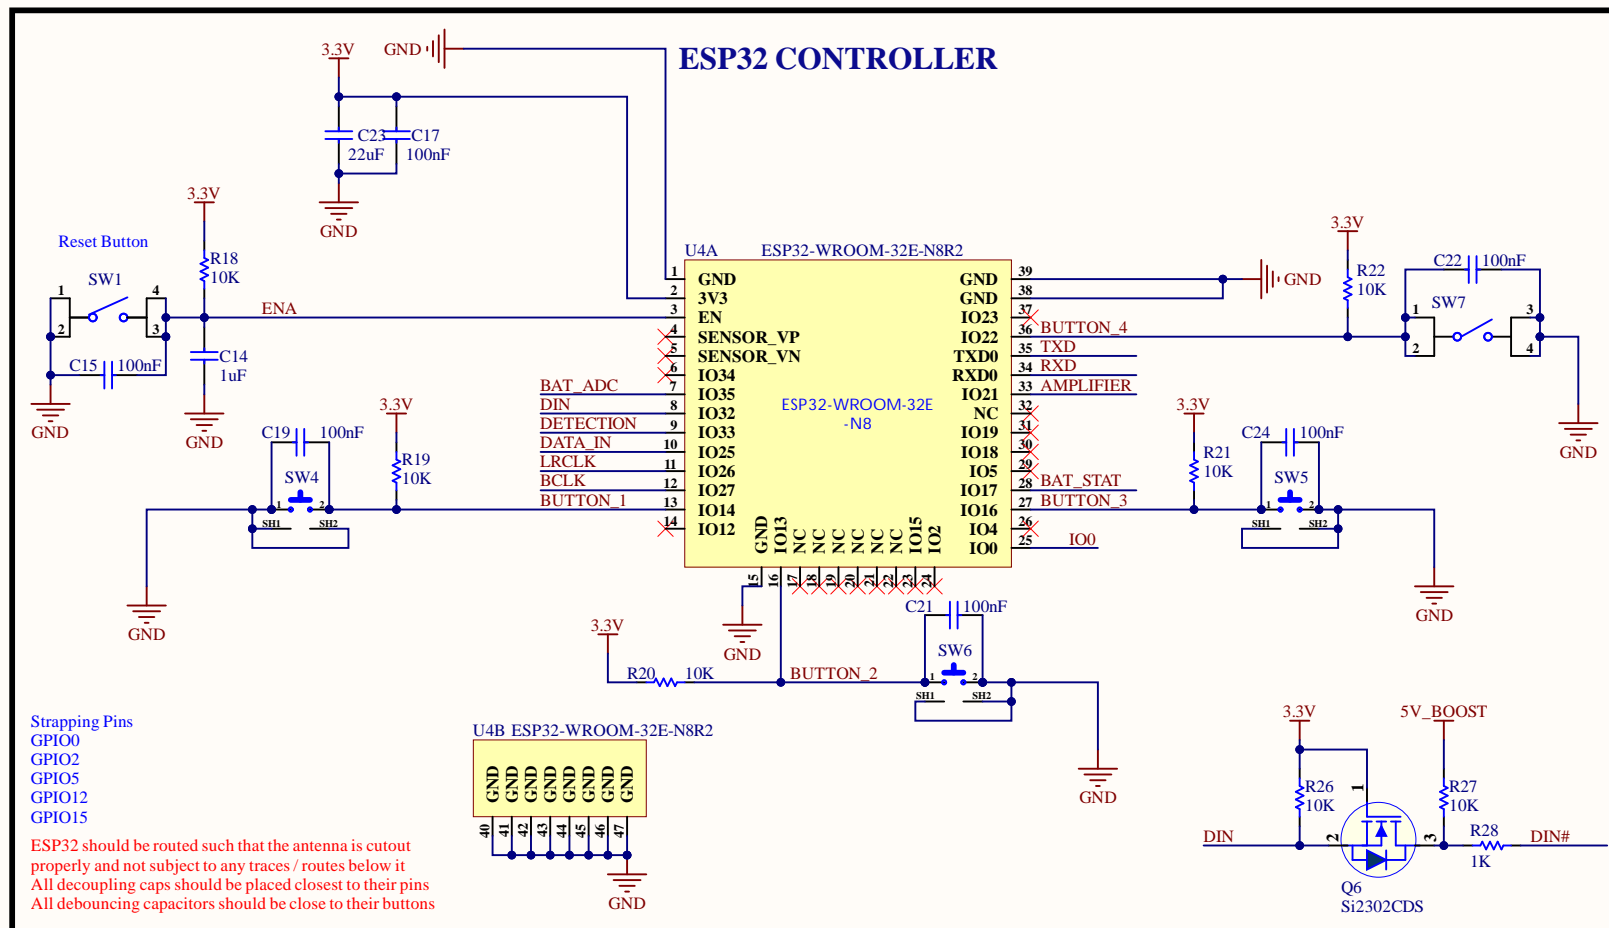 ESP32 CONTROLLER
3.3V
GND
C23
22uF
C17
100nF
GND
Reset Button
3.3V
R18
10K
SW1
1
2
4
3
ENA
C15
100nF
C14
1uF
GND
GND
U4A
ESP32-WROOM-32E-N8R2
ESP32-WROOM-32E
-N8
1 GND
2 3V3
3 EN
4 SENSOR_VP
5 SENSOR_VN
6 IO34
BAT_ADC 7 IO35
DIN 8 IO32
DETECTION 9 IO33
DATA_IN 10 IO25
LRCLK 11 IO26
BCLK 12 IO27
BUTTON_1 13 IO14
14 IO12
GND 39
GND 38
IO23 37
IO22 36 BUTTON_4
TXD0 35 TXD
RXD0 34 RXD
IO21 33 AMPLIFIER
NC 32
IO19 31
IO18 30
IO5 29
IO17 28 BAT_STAT
IO16 27 BUTTON_3
IO4 26
IO0 25 IO0
GND
GND IO13 NC NC NC NC NC NC IO15 IO2
15 16 17 18 19 20 21 22 23 24
GND
3.3V
R22
10K
C22
100nF
SW7
1
2
3
4
GND
C19
100nF
SW4
1
2
SH1
SH2
3.3V
R19
10K
GND
3.3V
R21
10K
C24
100nF
SW5
1
2
SH1
SH2
GND
3.3V
R20
10K
BUTTON_2
C21
100nF
SW6
1
2
SH1
SH2
GND
Strapping Pins
GPIO0
GPIO2
GPIO5
GPIO12
GPIO15
ESP32 should be routed such that the antenna is cutout
properly and not subject to any traces / routes below it
All decoupling caps should be placed closest to their pins
All debouncing capacitors should be close to their buttons
U4B ESP32-WROOM-32E-N8R2
GND GND GND GND GND GND GND GND
40 41 42 43 44 45 46 47
GND
3.3V
5V_BOOST
R26
10K
R27
10K
1
2
3
DIN
R28
1K
DIN#
Q6
Si2302CDS